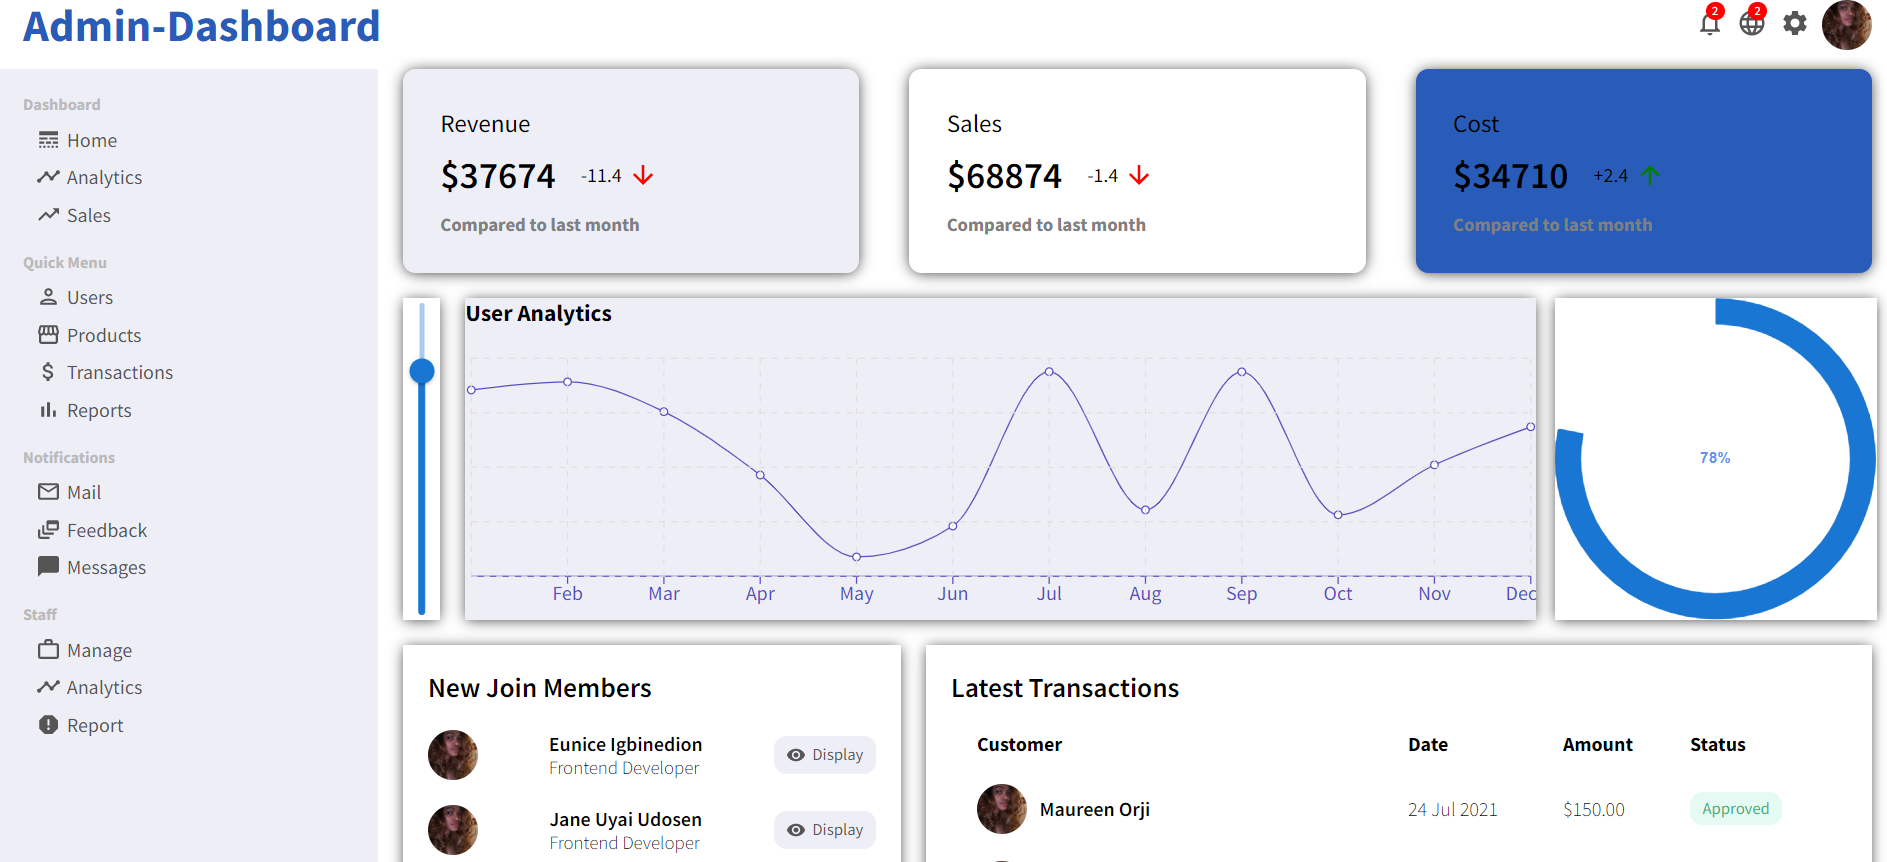 Admin-Dashboard
2
2
Dashboard
Home
Analytics
Sales
Quick Menu
Users
Products
Transactions
Reports
Notifications
Mail
Feedback
Messages
Staff
Manage
Analytics
Report
Revenue
$37674 -11.4
Compared to last month
Sales
$68874 -1.4
Compared to last month
Cost
$34710 +2.4
Compared to last month
User Analytics
Feb Mar Apr May Jun Jul Aug Sep Oct Nov Dec
78%
New Join Members
Eunice Igbinedion
Frontend Developer
Display
Jane Uyai Udosen
Frontend Developer
Display
Latest Transactions
Customer Date Amount Status
Maureen Orji 24 Jul 2021 $150.00 Approved